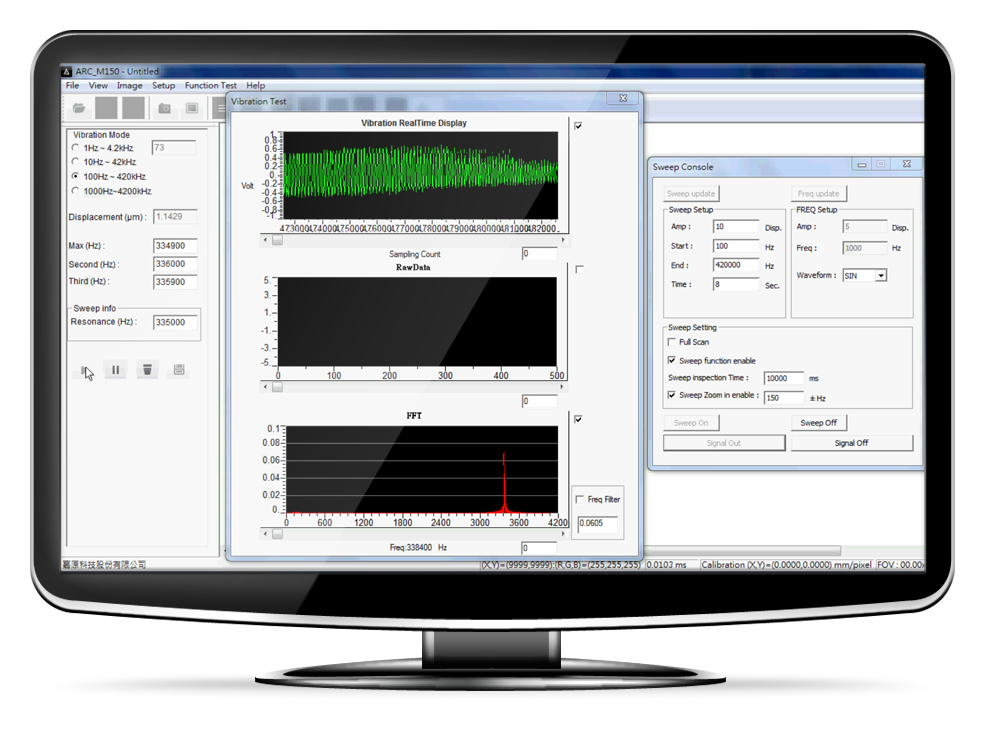 ARC_M150 - Untitled
File View Image Setup Function Test Help
Vibration Mode
1Hz ~ 4.2kHz 73
10Hz ~ 42kHz
100Hz ~ 420kHz
1000Hz~4200kHz
Displacement (µm) : 1.1429
Max (Hz) : 334900
Second (Hz) : 336000
Third (Hz) : 335900
Sweep info
Resonance (Hz) : 335000
Vibration Test
Vibration RealTime Display
Volt
1.
0.8
0.6
0.4
0.2
0.
-0.2
-0.4
-0.6
-0.8
-1.
473000 474000 475000 476000 477000 478000 479000 480000 481000 482000.
Sampling Count 0
RawData
5.
3.
1.
-1.
-3.
-5.
0 100 200 300 400 500
0
FFT
0.1
0.08
0.06
0.04
0.02
0.
0 600 1200 1800 2400 3000 3600 4200
Freq Filter
0.0605
Freq:338400 Hz 0
Sweep Console
Sweep update Freq update
Sweep Setup
Amp : 10 Disp.
Start : 100 Hz
End : 420000 Hz
Time : 8 Sec.
FREQ Setup
Amp : 5 Disp.
Freq : 1000 Hz
Waveform : SIN
Sweep Setting
Full Scan
Sweep function enable
Sweep inspection Time : 10000 ms
Sweep Zoom in enable : 150 ± Hz
Sweep On Sweep Off
Signal Out Signal Off
嘉原科技股份有限公司
(X,Y)=(9999,9999):(R,G,B)=(255,255,255) 0.0103 ms Calibration (X,Y)=(0.0000,0.0000) mm/pixel FOV : 00.00